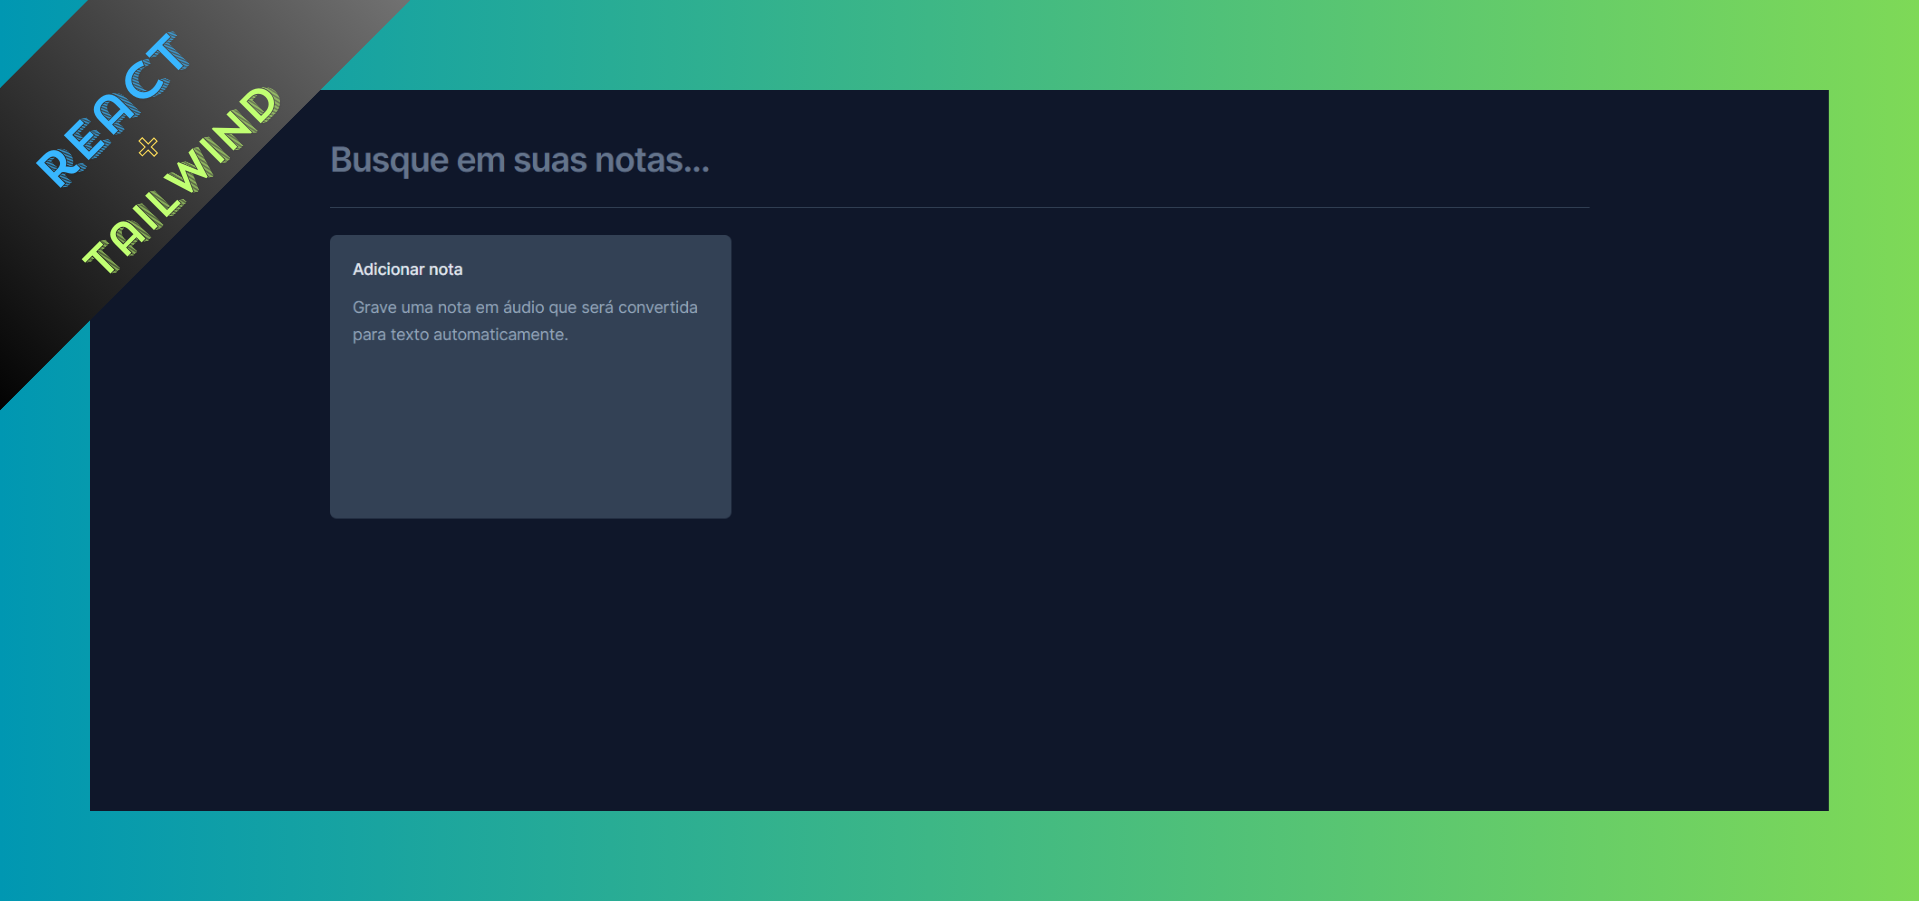 REACT
TAILWIND
Busque em suas notas...
Adicionar nota
Grave uma nota em áudio que será convertida
para texto automaticamente.